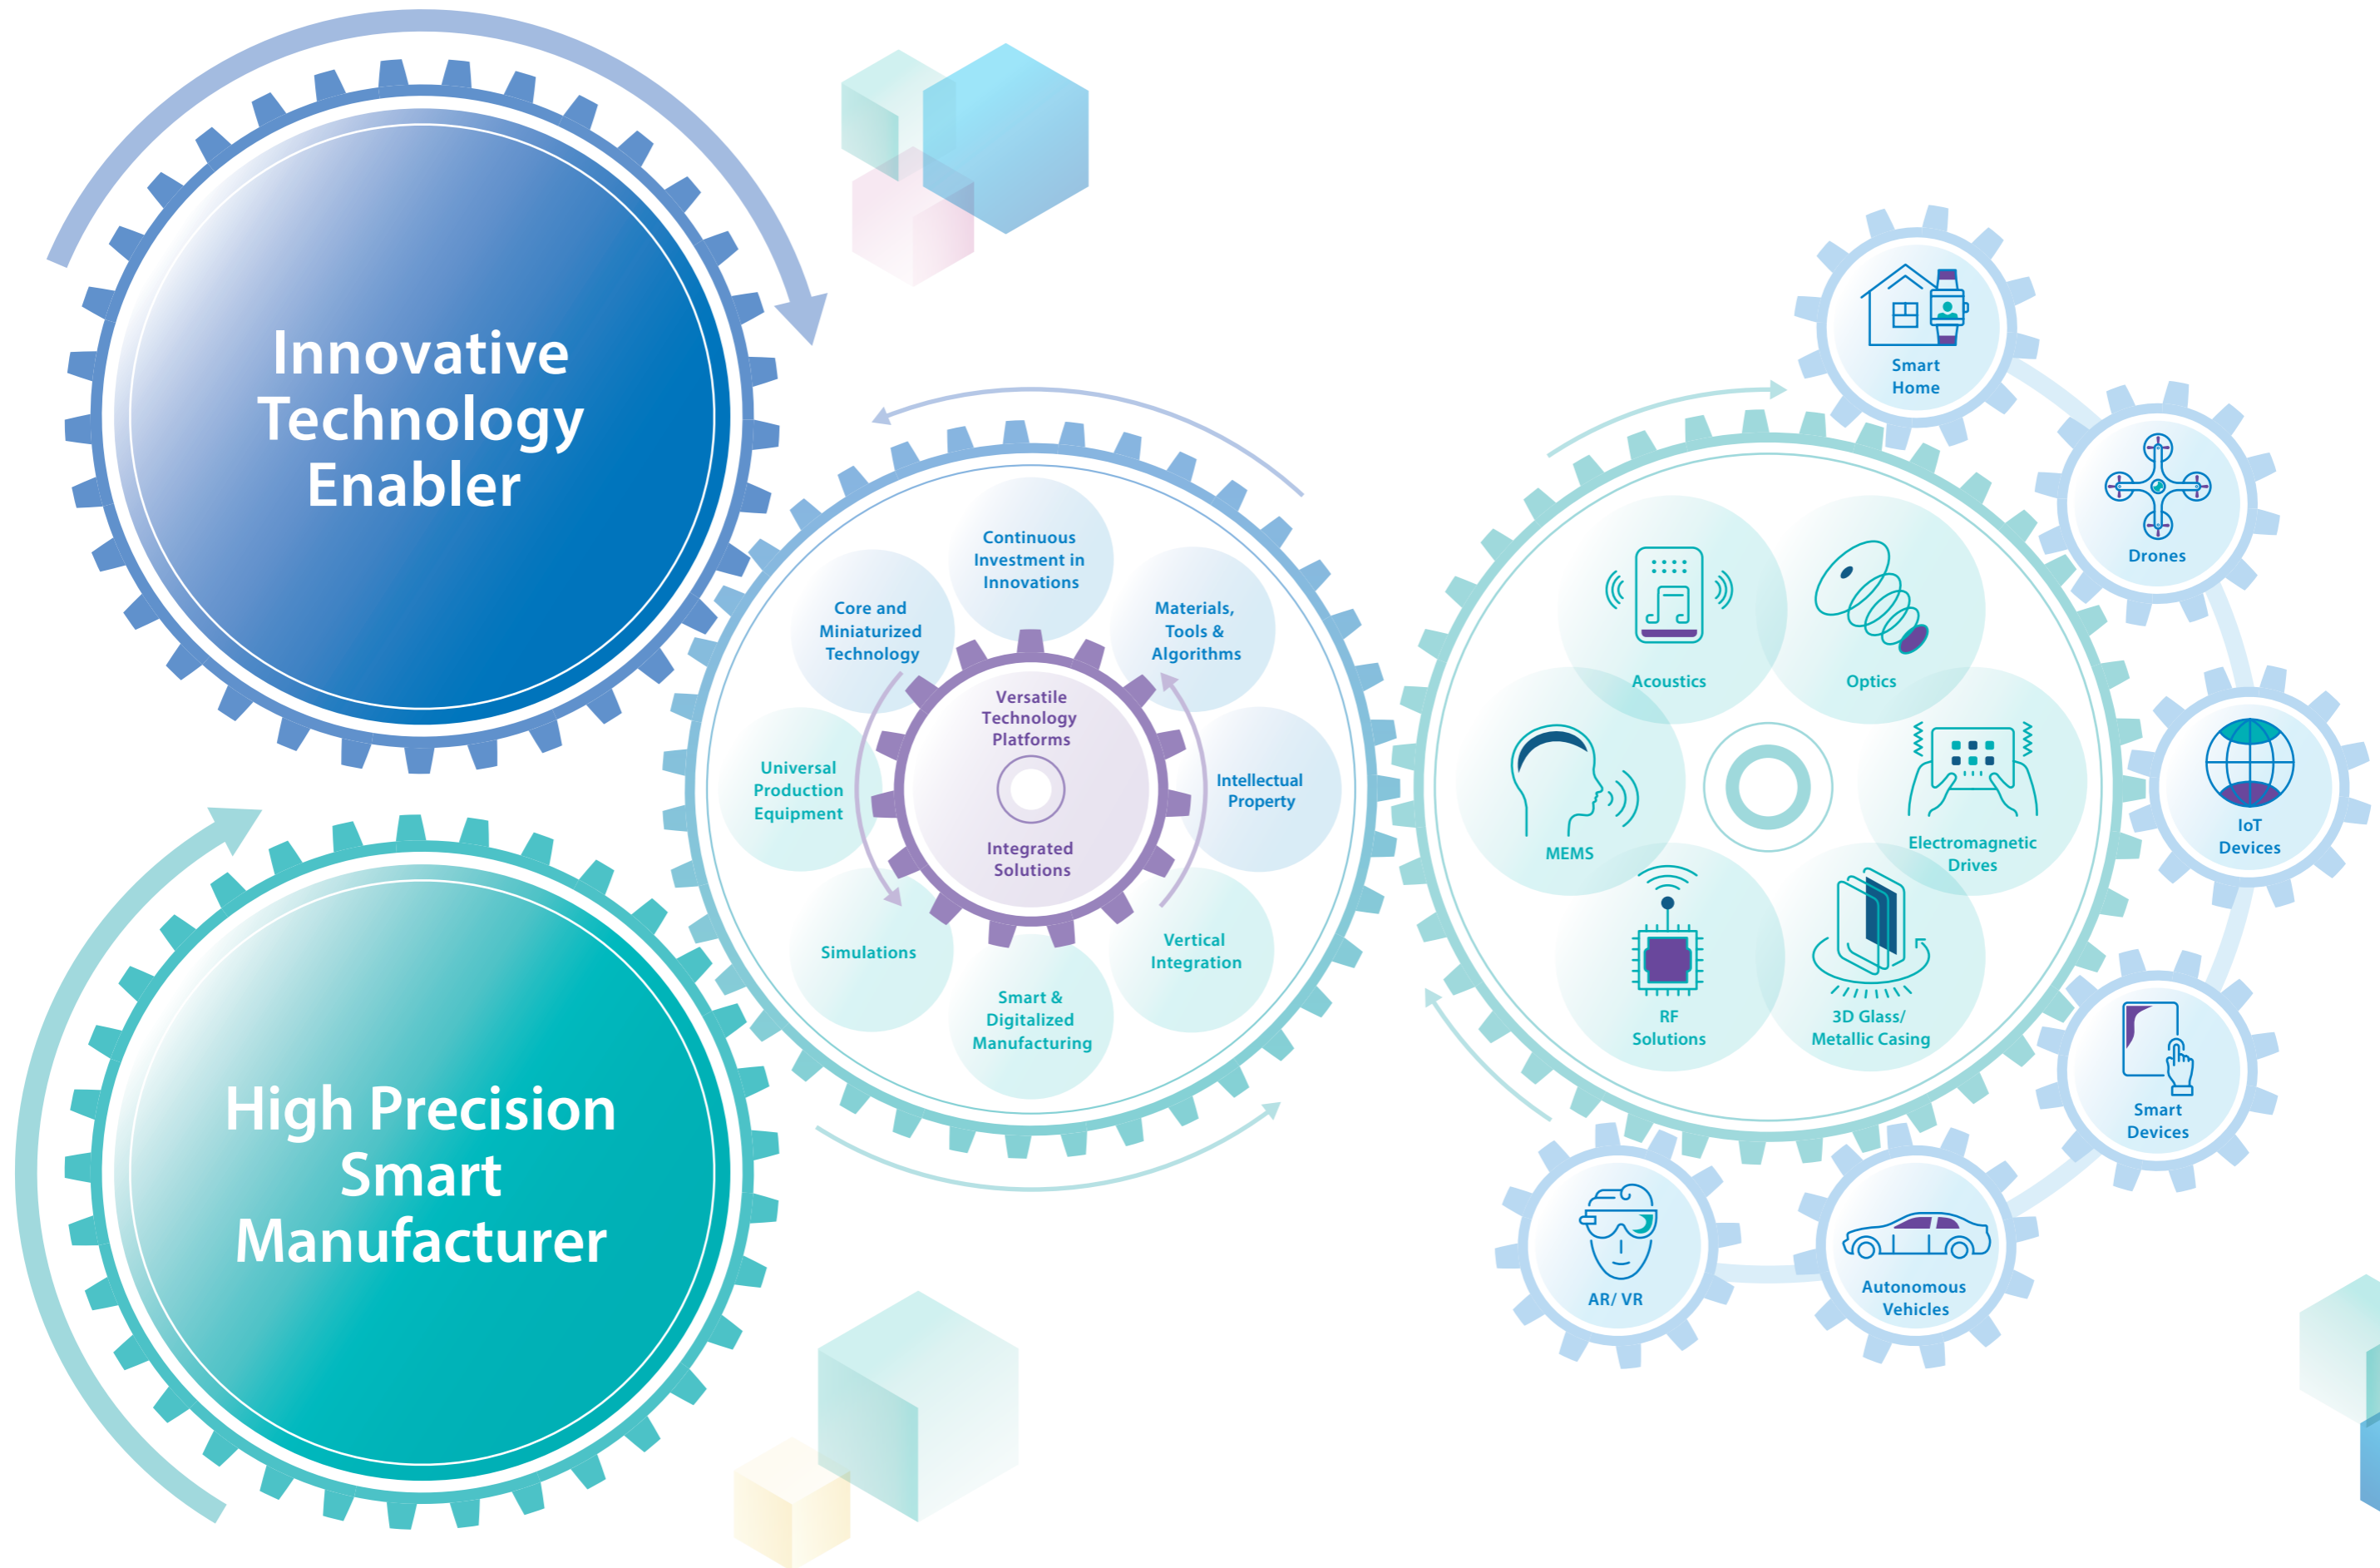 Innovative
Technology
Enabler
High Precision
Smart
Manufacturer
Continuous
Investment in
Innovations
Core and
Miniaturized
Technology
Materials,
Tools &
Algorithms
Universal
Production
Equipment
Versatile
Technology
Platforms
Integrated
Solutions
Intellectual
Property
Simulations
Smart &
Digitalized
Manufacturing
Vertical
Integration
Acoustics
Optics
MEMS
Electromagnetic
Drives
RF
Solutions
3D Glass/
Metallic Casing
Smart
Home
Drones
IoT
Devices
Smart
Devices
Autonomous
Vehicles
AR/ VR